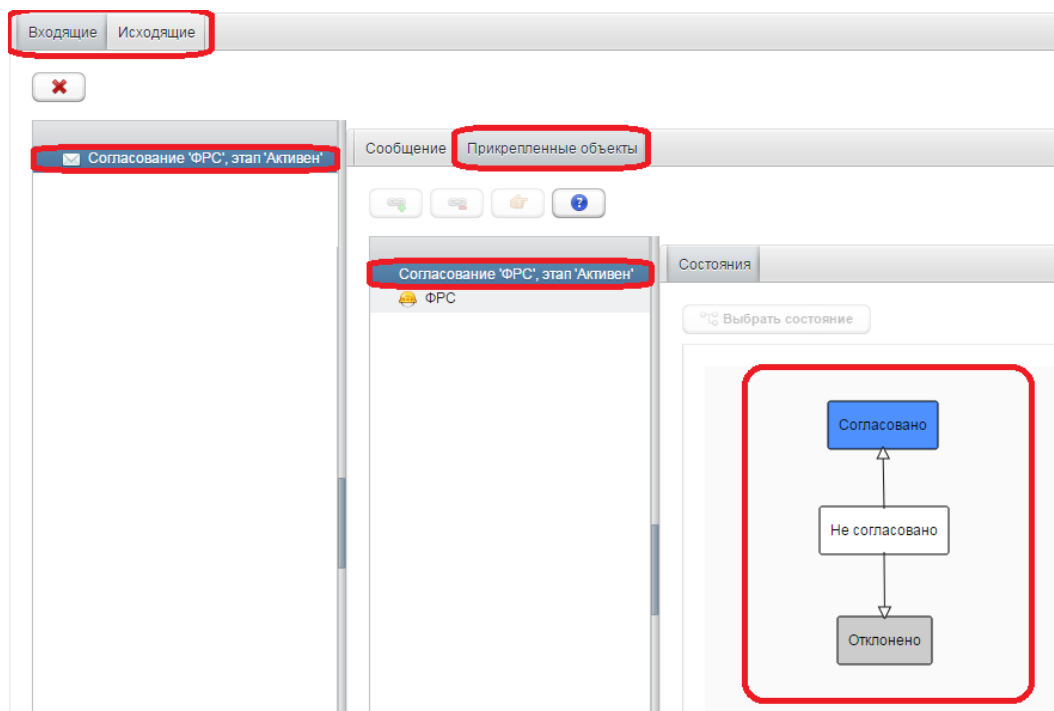 Входящие
Исходящие
Согласование 'ФРС', этап 'Активен'
Сообщение
Прикрепленные объекты
?
Согласование 'ФРС', этап 'Активен'
ФРС
Состояния
Выбрать состояние
Согласовано
Не согласовано
Отклонено